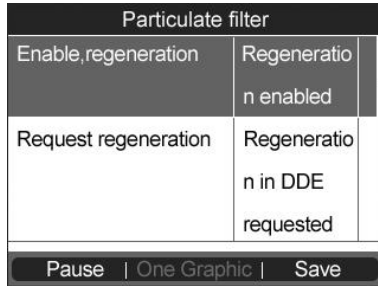 Particulate filter
Enable,regeneration Regeneratio
n enabled
Request regeneration Regeneratio
n in DDE
requested
Pause | One Graphic | Save